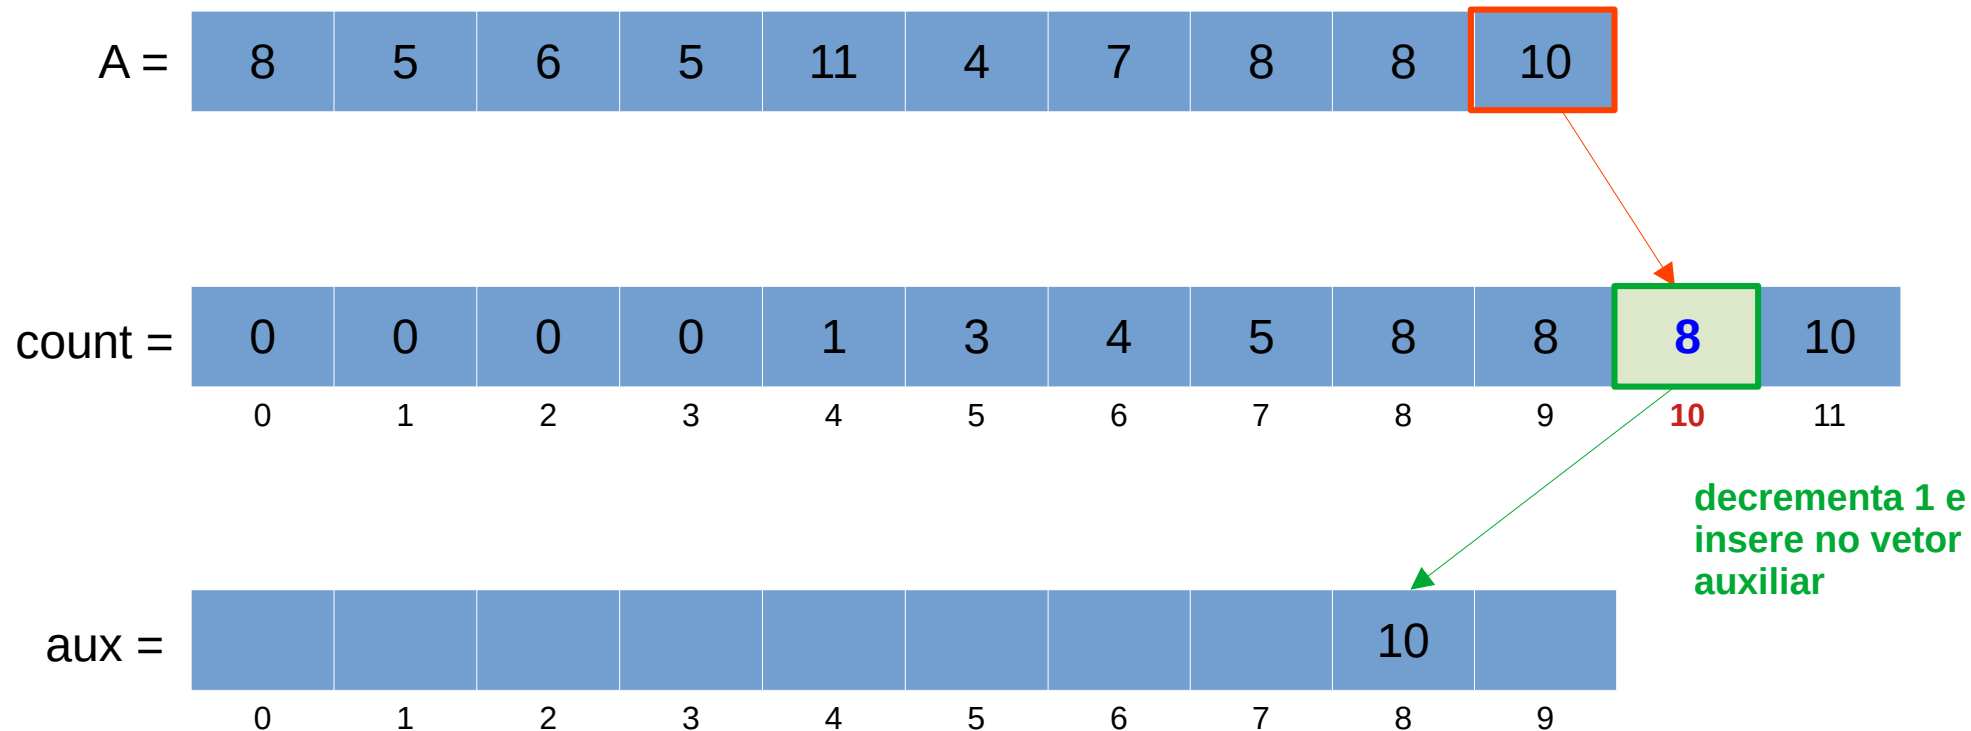 A = 8 5 6 5 11 4 7 8 8 10
count = 0 0 0 0 1 3 4 5 8 8 8 10
0 1 2 3 4 5 6 7 8 9 10 11
decrementa 1 e
insere no vetor
auxiliar
aux = 10
0 1 2 3 4 5 6 7 8 9